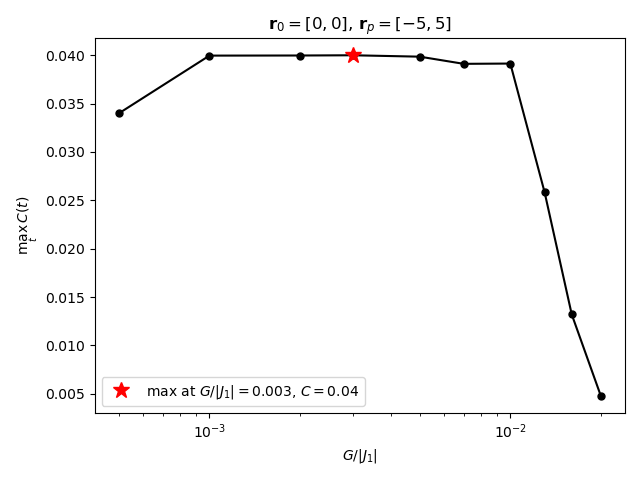 r₀ = [0, 0], rₚ = [−5, 5]
max C(t)
t
0.040
0.035
0.030
0.025
0.020
0.015
0.010
0.005
max at G/|J₁| = 0.003, C = 0.04
10⁻³
10⁻²
G/|J₁|